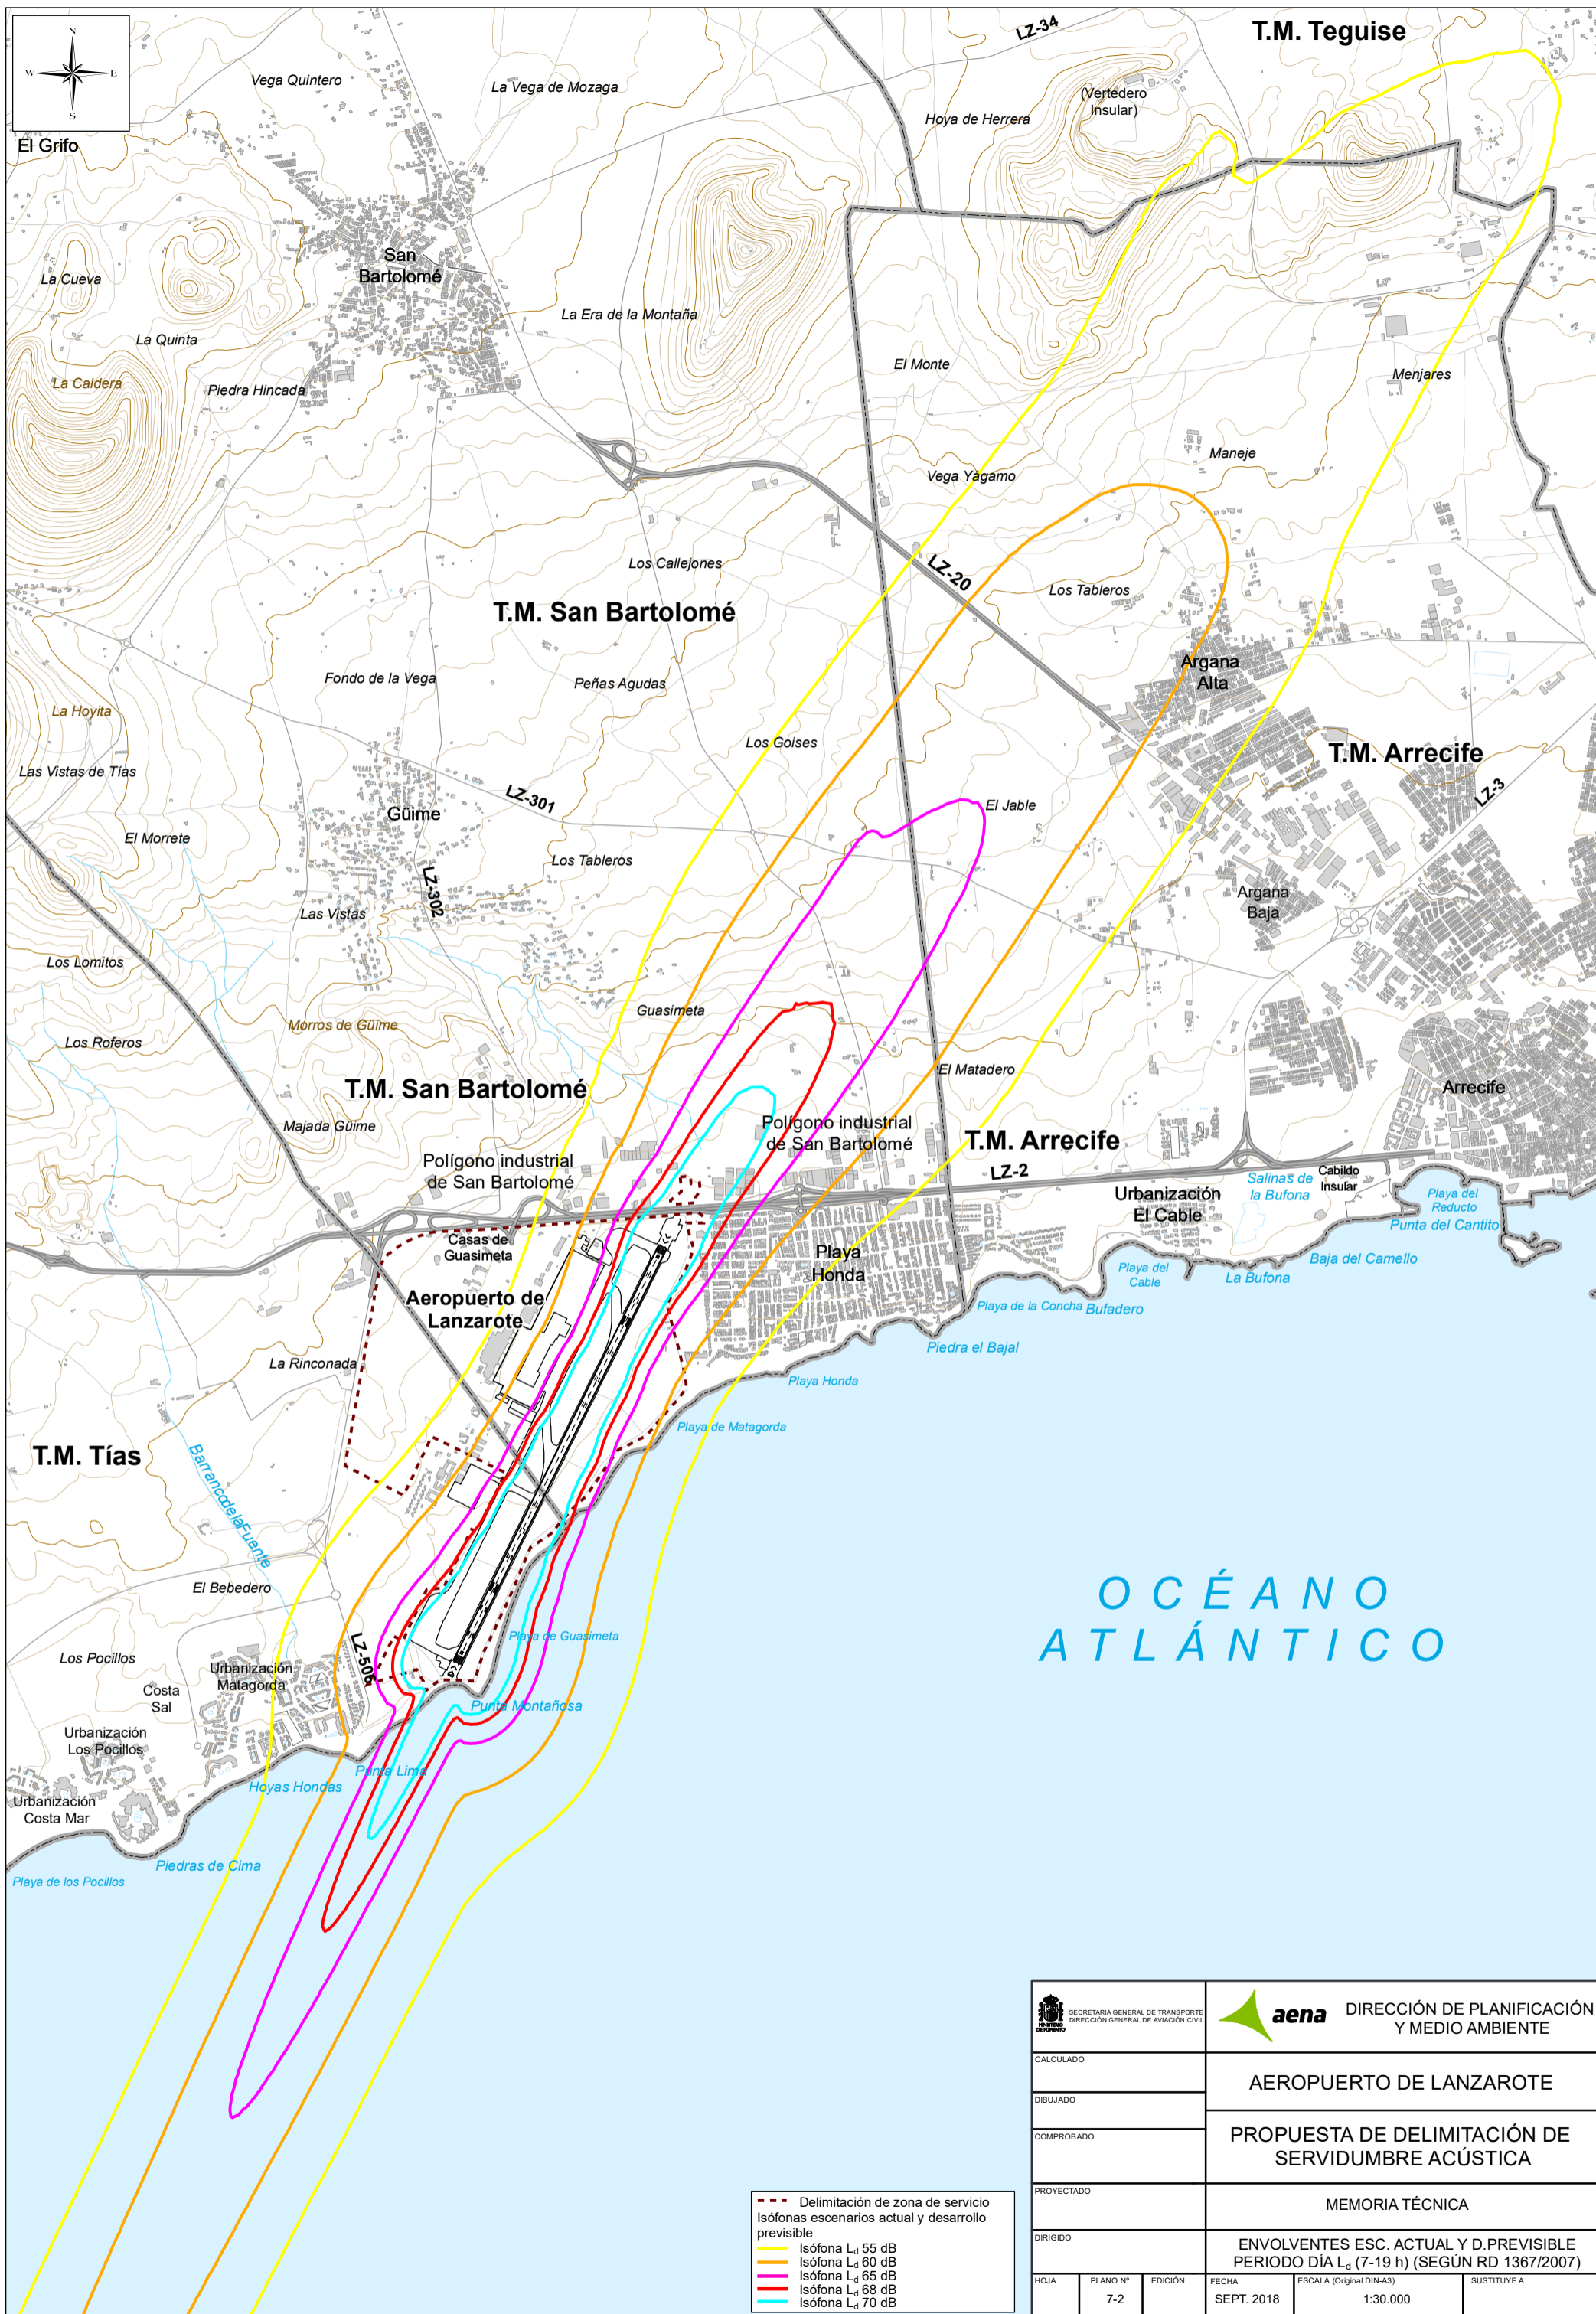 N
W
E
S
T.M. Teguise
LZ-34
Vega Quintero
La Vega de Mozaga
(Vertedero
Insular)
Hoya de Herrera
El Grifo
San
Bartolomé
La Cueva
La Era de la Montaña
La Quinta
El Monte
Menjares
La Caldera
Piedra Hincada
Maneje
Vega Yágamo
Los Callejones
LZ-20
Los Tableros
T.M. San Bartolomé
Argana
Alta
Fondo de la Vega
Peñas Agudas
La Hoyita
Los Goises
T.M. Arrecife
Las Vistas de Tías
LZ-3
LZ-301
El Jable
Güime
El Morrete
Los Tableros
LZ-302
Argana
Baja
Las Vistas
Los Lomitos
Guasimeta
Morros de Güime
Los Roferos
El Matadero
T.M. San Bartolomé
Arrecife
Majada Güime
Polígono industrial
de San Bartolomé
T.M. Arrecife
Polígono industrial
de San Bartolomé
LZ-2
Cabildo
Insular
Salinas de
la Bufona
Urbanización
El Cable
Playa del
Reducto
Punta del Cantito
Casas de
Guasimeta
Playa
Honda
Baja del Camello
Playa del
Cable
La Bufona
Aeropuerto de
Lanzarote
Playa de la Concha
Bufadero
Piedra el Bajal
La Rinconada
Playa Honda
Playa de Matagorda
T.M. Tías
Barranco de la Fuente
El Bebedero
OCÉANO
ATLÁNTICO
Playa de Guasimeta
LZ-506
Los Pocillos
Urbanización
Matagorda
Costa
Sal
Punta Montañosa
Urbanización
Los Pocillos
Punta Lima
Hoyas Hondas
Urbanización
Costa Mar
Piedras de Cima
Playa de los Pocillos
Delimitación de zona de servicio
Isófonas escenarios actual y desarrollo
previsible
Isófona Ld 55 dB
Isófona Ld 60 dB
Isófona Ld 65 dB
Isófona Ld 68 dB
Isófona Ld 70 dB
MINISTERIO
DE FOMENTO
SECRETARIA GENERAL DE TRANSPORTE
DIRECCIÓN GENERAL DE AVIACIÓN CIVIL
aena
DIRECCIÓN DE PLANIFICACIÓN
Y MEDIO AMBIENTE
CALCULADO
AEROPUERTO DE LANZAROTE
DIBUJADO
COMPROBADO
PROPUESTA DE DELIMITACIÓN DE
SERVIDUMBRE ACÚSTICA
PROYECTADO
MEMORIA TÉCNICA
DIRIGIDO
ENVOLVENTES ESC. ACTUAL Y D.PREVISIBLE
PERIODO DÍA Ld (7-19 h) (SEGÚN RD 1367/2007)
HOJA
PLANO Nº
7-2
EDICIÓN
FECHA
SEPT. 2018
ESCALA (Original DIN-A3)
1:30.000
SUSTITUYE A